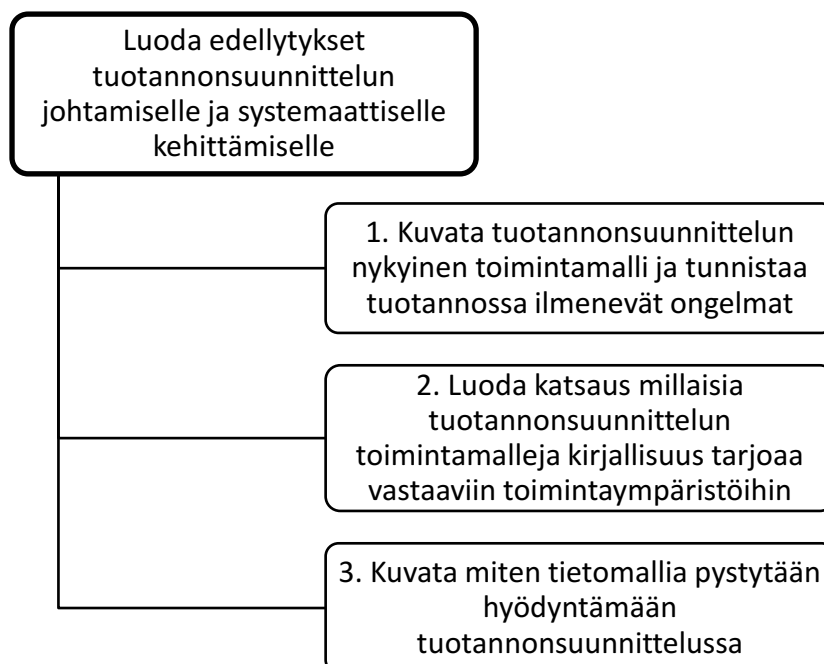 Luoda edellytykset
tuotannonsuunnittelun
johtamiselle ja systemaattiselle
kehittämiselle
1. Kuvata tuotannonsuunnittelun
nykyinen toimintamalli ja tunnistaa
tuotannossa ilmenevät ongelmat
2. Luoda katsaus millaisia
tuotannonsuunnittelun
toimintamalleja kirjallisuus tarjoaa
vastaaviin toimintaympäristöihin
3. Kuvata miten tietomallia pystytään
hyödyntämään
tuotannonsuunnittelussa